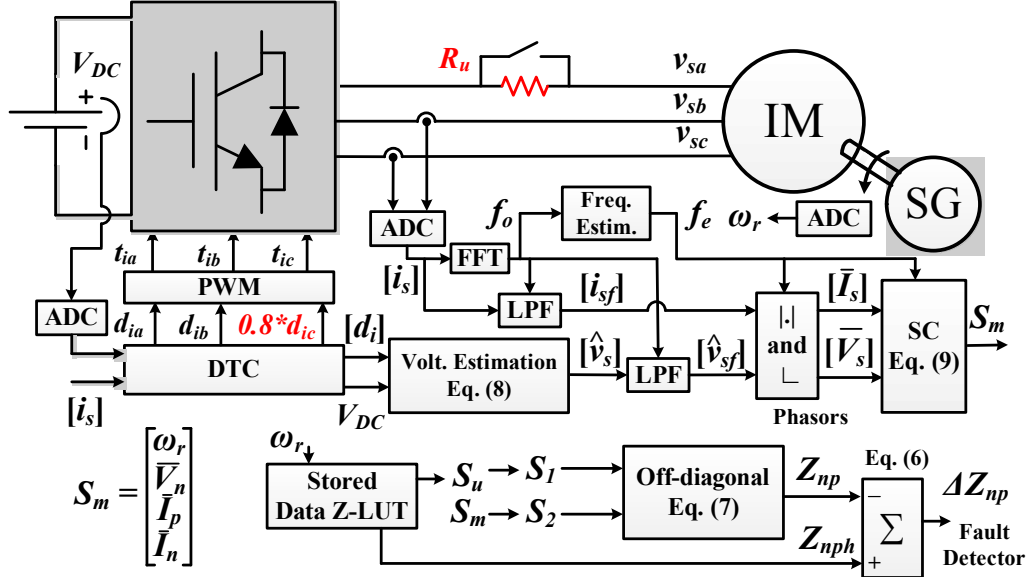 V_DC
+
-
R_u
v_sa
v_sb
v_sc
IM
SG
ADC
ω_r
ADC
f_o
Freq.
Estim.
f_e
t_ia
t_ib
t_ic
PWM
[i_s]
FFT
LPF
[i_sf]
|.|
and
∟
Phasors
[Ī_s]
[V̅_s]
SC
Eq. (9)
S_m
ADC
d_ia
d_ib
0.8*d_ic
[d_i]
DTC
[i_s]
V_DC
Volt. Estimation
Eq. (8)
[v̂_s]
LPF
[v̂_sf]
S_m =
ω_r
V̅_n
Ī_p
Ī_n
ω_r
Stored
Data Z-LUT
S_u
S_1
S_m
S_2
Off-diagonal
Eq. (7)
Z_np
Z_nph
Eq. (6)
−
Σ
+
ΔZ_np
Fault
Detector